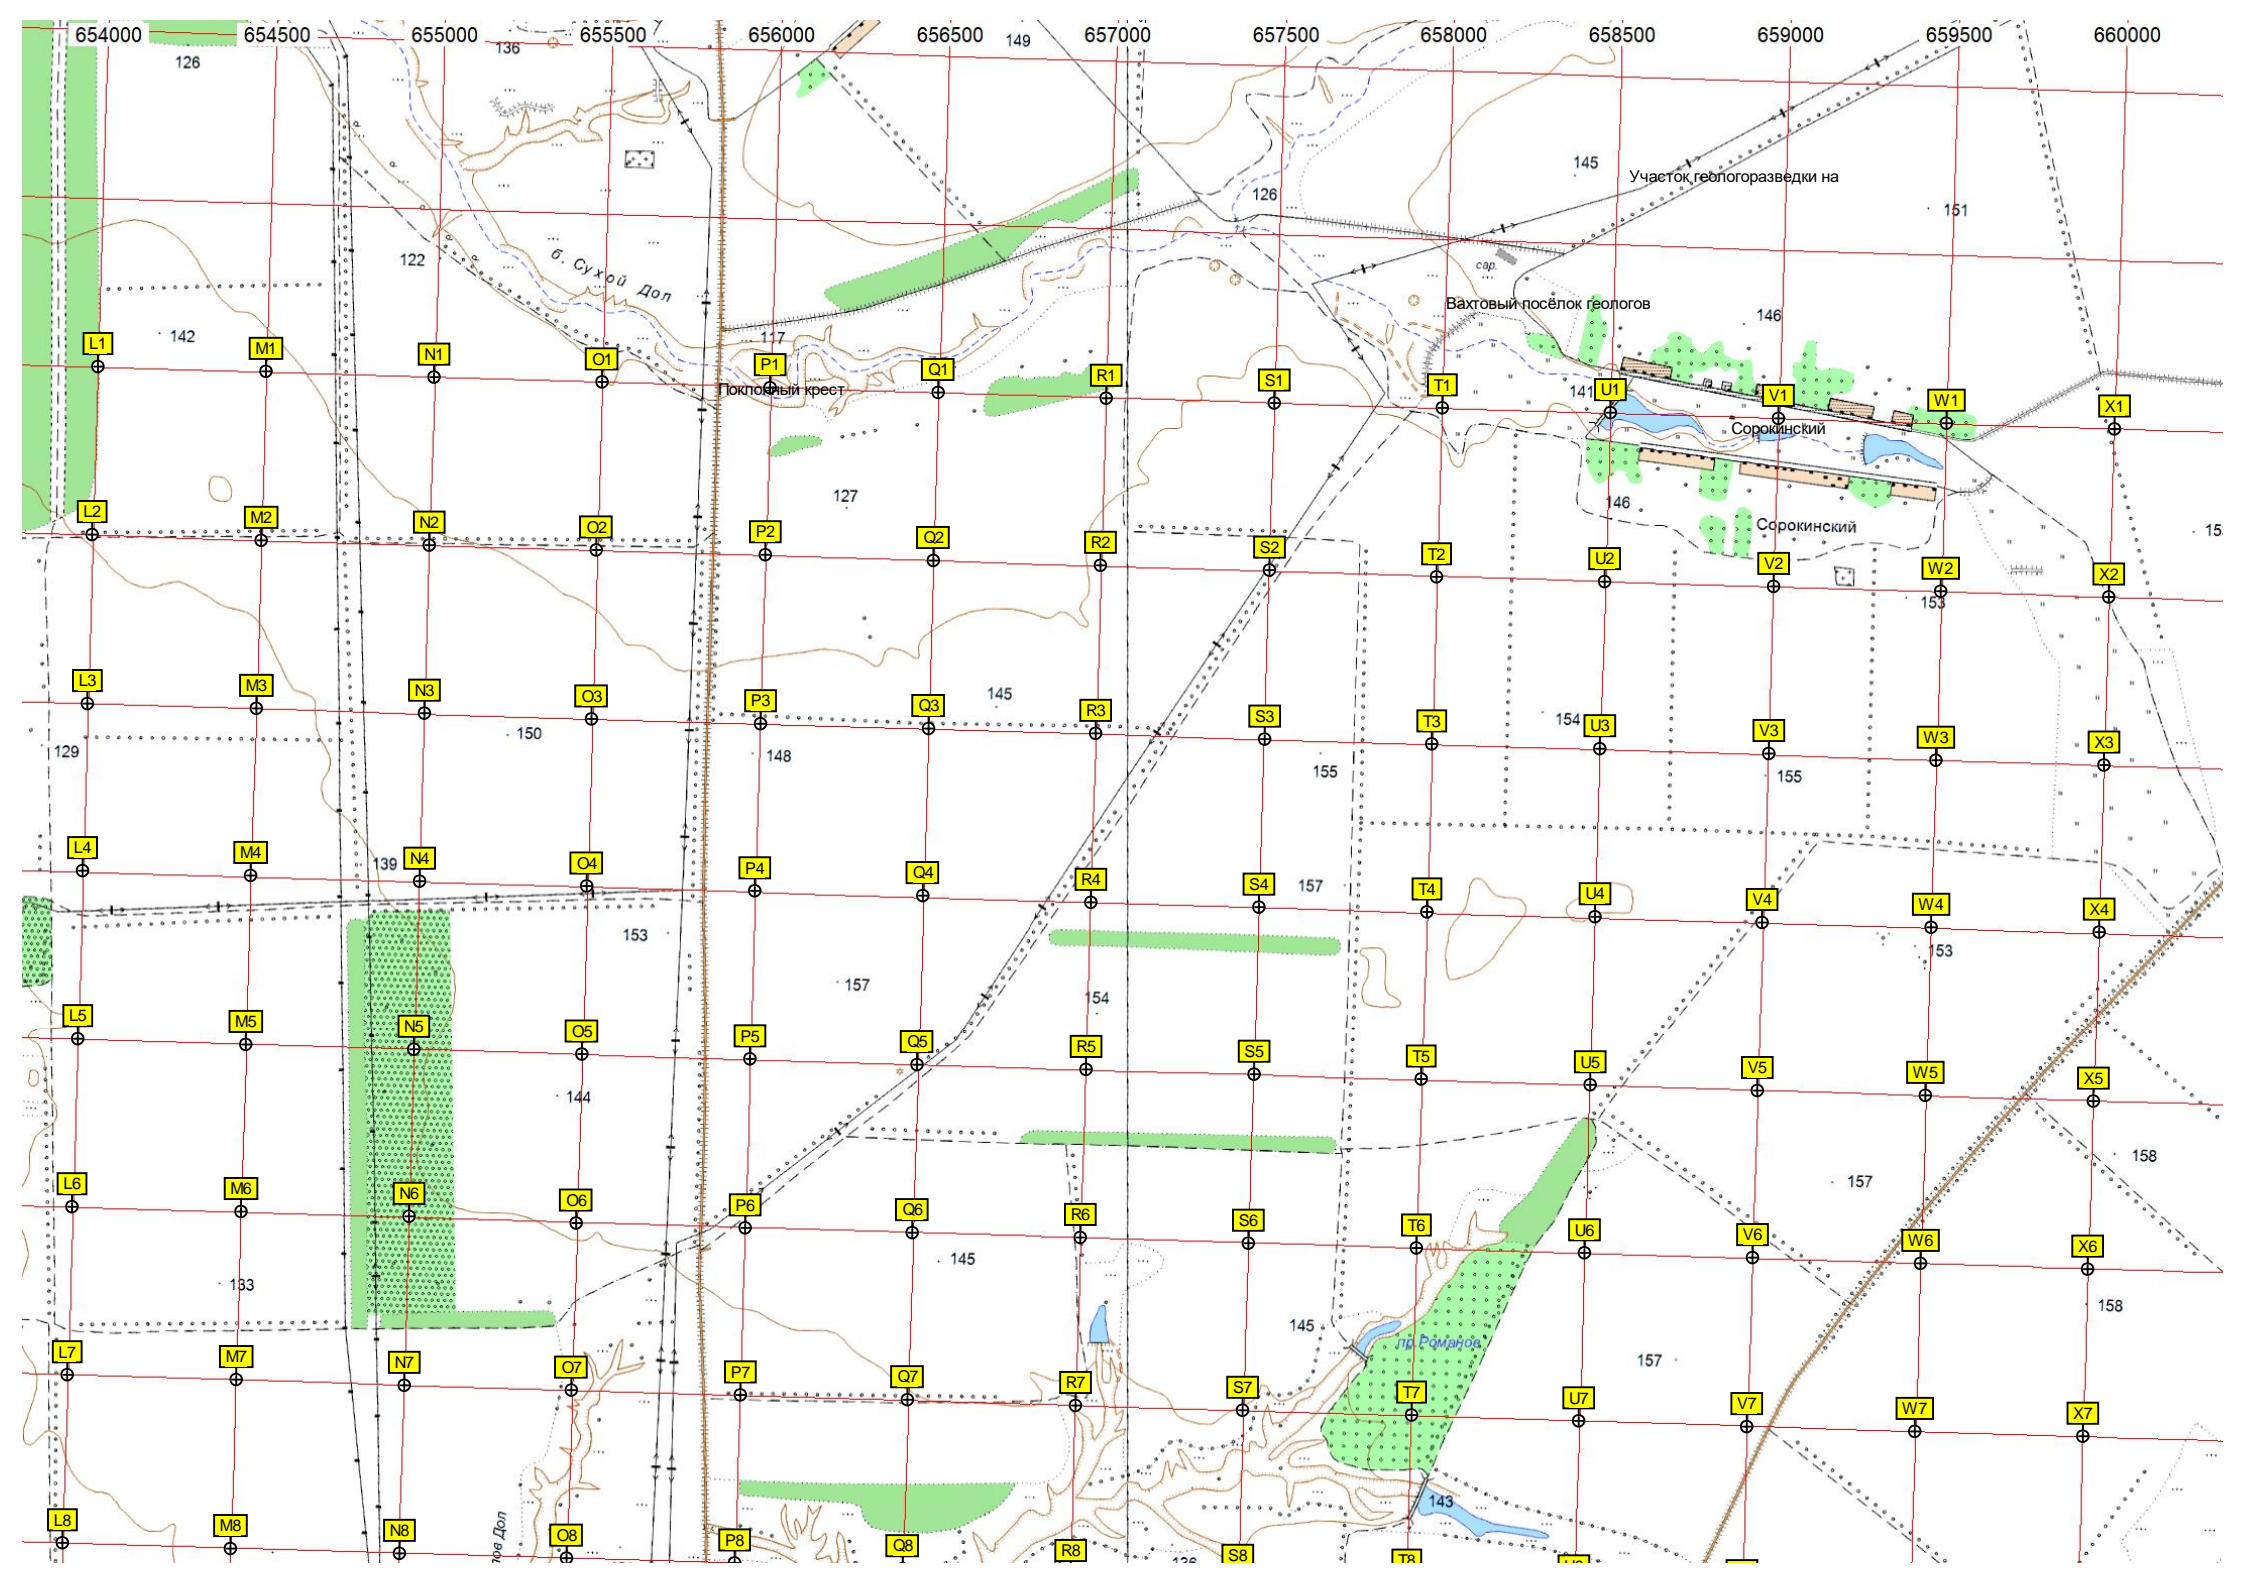 654000 654500 655000 655500 656000 656500 657000 657500 658000 658500 659000 659500 660000
126 136 149
145 Участок геологоразведки на
126 151
122 б. Сухой Дол сар.
Вахтовый посёлок геологов
142 117 146
L1 M1 N1 O1 P1 Q1 R1 S1 T1 141 U1 V1 W1 X1
Поклонный крест
Сорокинский
127 146
Сорокинский
L2 M2 N2 O2 P2 Q2 R2 S2 T2 U2 V2 W2 X2
153
L3 M3 N3 O3 P3 145 Q3 R3 S3 T3 154 U3 V3 W3 X3
129 150 148 155 155
L4 M4 139 N4 O4 P4 Q4 R4 S4 157 T4 U4 V4 W4 X4
153 153
157 154
L5 M5 N5 O5 P5 Q5 R5 S5 T5 U5 V5 W5 X5
144
158
157
L6 M6 N6 O6 P6 Q6 R6 S6 T6 U6 V6 W6 X6
133 145 158
145 пр.Романов
157
L7 M7 N7 O7 P7 Q7 R7 S7 T7 U7 V7 W7 X7
143
L8 M8 N8 O8 P8 Q8 R8 S8 T8